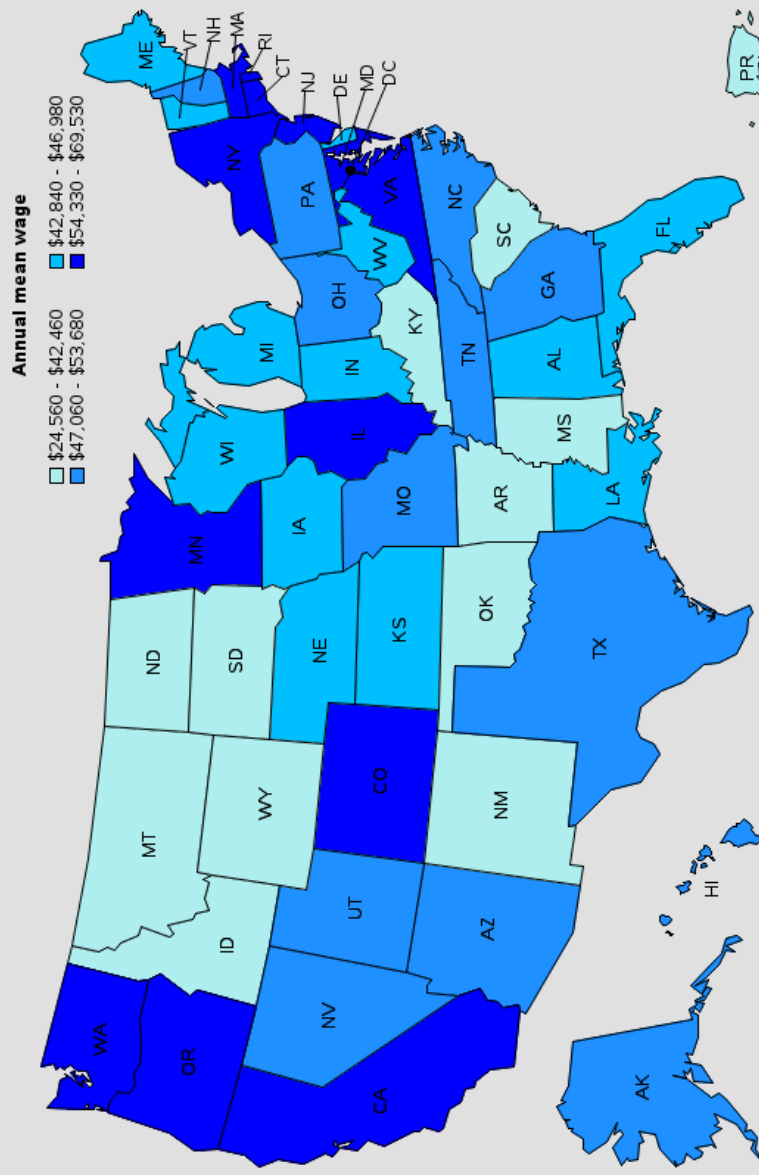 Annual mean wage
$24,560 - $42,460 $42,840 - $46,980
$47,060 - $53,680 $54,330 - $69,530
WA
OR
CA
NV
ID
MT
WY
UT
AZ
CO
NM
ND
SD
NE
KS
OK
TX
MN
IA
MO
AR
LA
WI
IL
MS
MI
IN
KY
TN
AL
OH
WV
GA
FL
SC
NC
VA
PA
NY
ME
VT
NH
MA
RI
CT
NJ
DE
MD
DC
AK
HI
PR